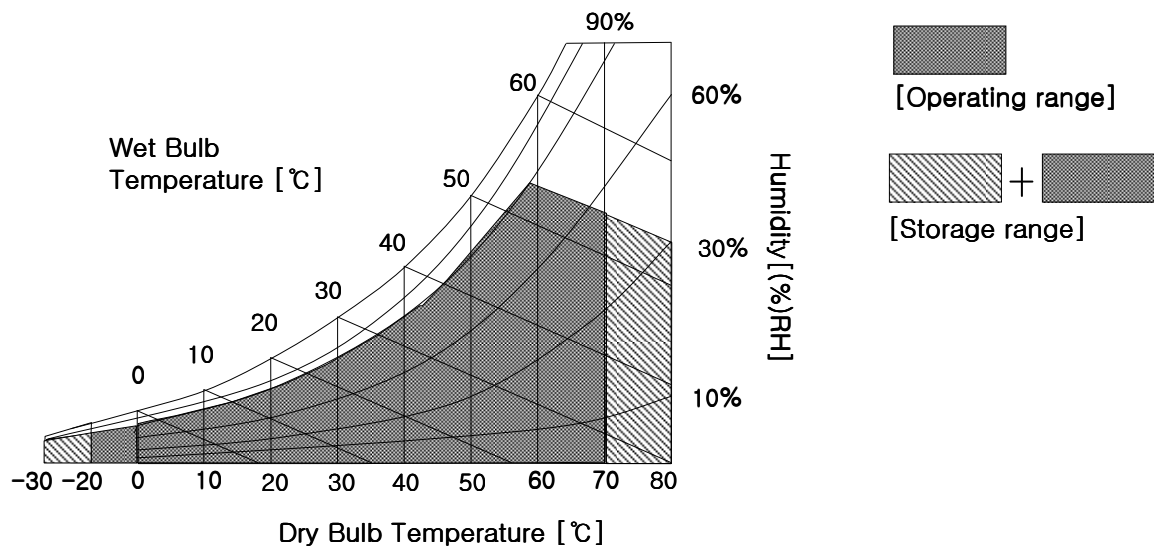 90%
60
60%
[Operating range]
Wet Bulb
Temperature [℃]
50
Humidity[(%)RH]
+
[Storage range]
40
30%
30
20
10
0
10%
-30 -20 0 10 20 30 40 50 60 70 80
Dry Bulb Temperature [℃]